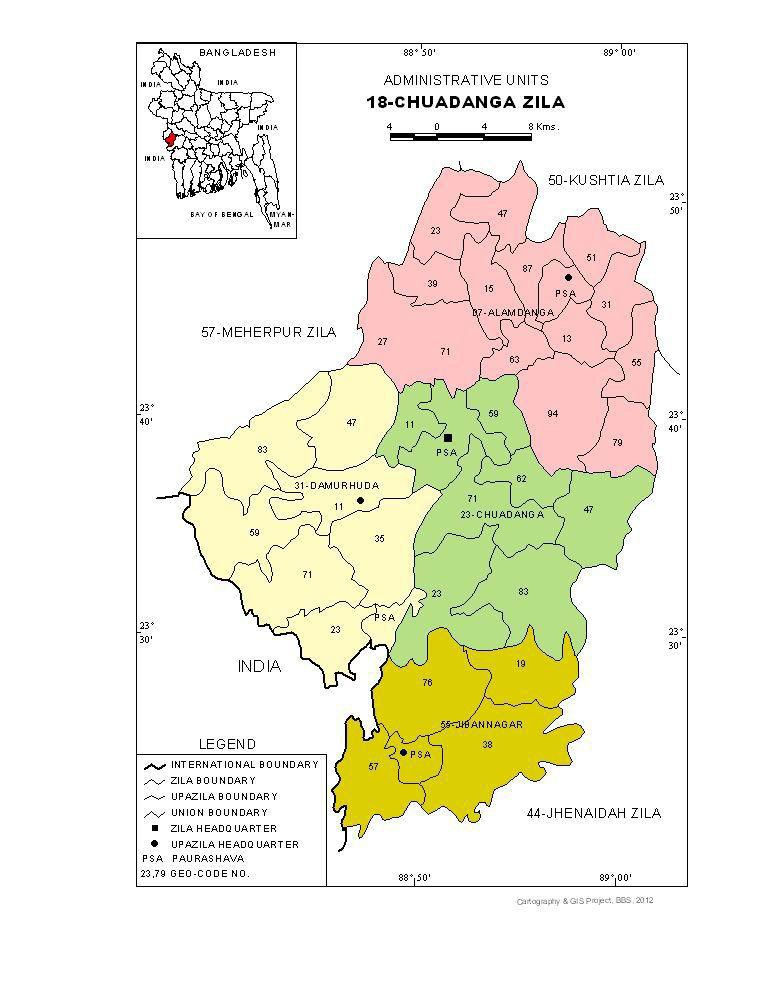 88° 50'
89° 00'
BANGLADESH
INDIA
INDIA
INDIA
INDIA
BAY OF BENGAL
MYAN-
MAR
ADMINISTRATIVE UNITS
18-CHUADANGA ZILA
4 0 4 8 Kms.
50-KUSHTIA ZILA
23°
50'
47
23
51
87
39
15
PSA
31
07-ALAMDANGA
57-MEHERPUR ZILA
27
71
13
63
55
23°
40'
23°
40'
94
79
47
83
11
59
PSA
31-DAMURHUDA
11
62
71
23-CHUADANGA
47
59
35
71
23
83
PSA
23
23°
30'
23°
30'
INDIA
76
19
55-JIBANNAGAR
38
PSA
57
44-JHENAIDAH ZILA
LEGEND
INTERNATIONAL BOUNDARY
ZILA BOUNDARY
UPAZILA BOUNDARY
UNION BOUNDARY
ZILA HEADQUARTER
UPAZILA HEADQUARTER
PSA PAURASHAVA
23,79 GEO-CODE NO.
88° 50'
89° 00'
Cartography & GIS Project, BBS, 2012